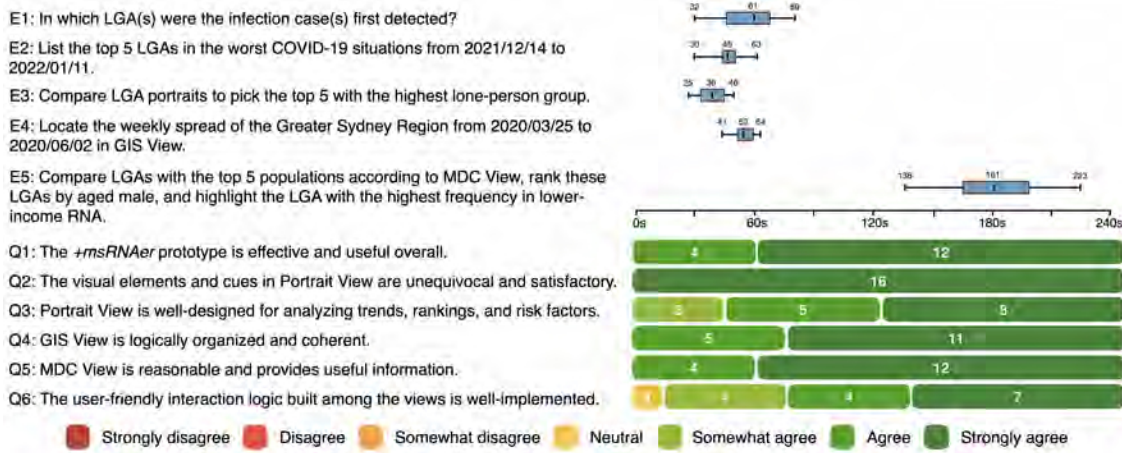 E1: In which LGA(s) were the infection case(s) first detected?
32 61 89
E2: List the top 5 LGAs in the worst COVID-19 situations from 2021/12/14 to
2022/01/11.
30 63
E3: Compare LGA portraits to pick the top 5 with the highest lone-person group.
25
E4: Locate the weekly spread of the Greater Sydney Region from 2020/03/25 to
2020/06/02 in GIS View.
41 64
E5: Compare LGAs with the top 5 populations according to MDC View, rank these
LGAs by aged male, and highlight the LGA with the highest frequency in lower-
income RNA.
181
0s 60s 120s 180s 240s
Q1: The +msRNAer prototype is effective and useful overall.
4 12
Q2: The visual elements and cues in Portrait View are unequivocal and satisfactory.
16
Q3: Portrait View is well-designed for analyzing trends, rankings, and risk factors.
3 5 8
Q4: GIS View is logically organized and coherent.
5 11
Q5: MDC View is reasonable and provides useful information.
4 12
Q6: The user-friendly interaction logic built among the views is well-implemented.
4 4 7
Strongly disagree Disagree Somewhat disagree Neutral Somewhat agree Agree Strongly agree